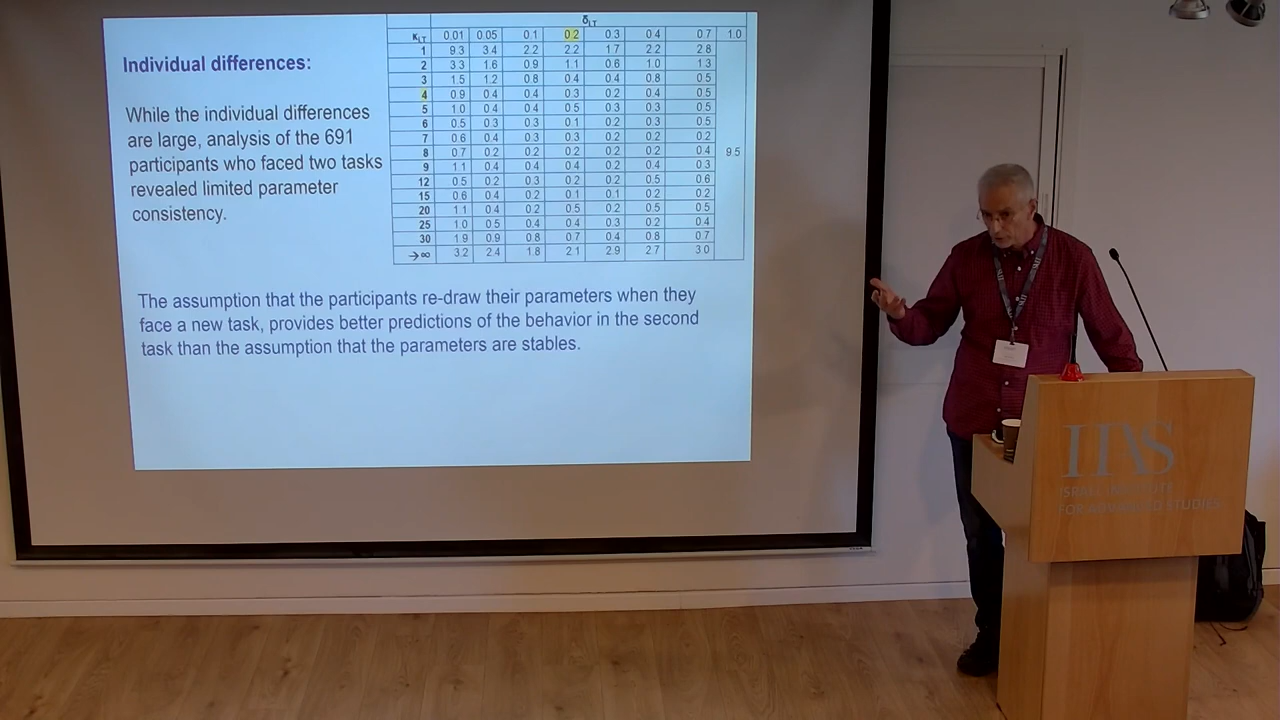 Individual differences:
While the individual differences
are large, analysis of the 691
participants who faced two tasks
revealed limited parameter
consistency.
δLT
κLT 0.01 0.05 0.1 0.2 0.3 0.4 0.7 1.0
1 9.3 3.4 2.2 2.2 1.7 2.2 2.8
2 3.3 1.6 0.9 1.1 0.6 1.0 1.3
3 1.5 1.2 0.8 0.4 0.4 0.8 0.5
4 0.9 0.4 0.4 0.3 0.2 0.4 0.5
5 1.0 0.4 0.4 0.5 0.3 0.3 0.5
6 0.5 0.3 0.3 0.1 0.2 0.3 0.5
7 0.6 0.4 0.3 0.3 0.2 0.2 0.2
8 0.7 0.2 0.2 0.2 0.2 0.2 0.4 9.5
9 1.1 0.4 0.4 0.4 0.2 0.4 0.3
12 0.5 0.2 0.3 0.2 0.2 0.5 0.6
15 0.6 0.4 0.2 0.1 0.1 0.2 0.2
20 1.1 0.4 0.2 0.5 0.2 0.5 0.5
25 1.0 0.5 0.4 0.4 0.3 0.2 0.4
30 1.9 0.9 0.8 0.7 0.4 0.8 0.7
→∞ 3.2 2.4 1.8 2.1 2.9 2.7 3.0
The assumption that the participants re-draw their parameters when they
face a new task, provides better predictions of the behavior in the second
task than the assumption that the parameters are stables.
IIAS
ISRAEL INSTITUTE
FOR ADVANCED STUDIES